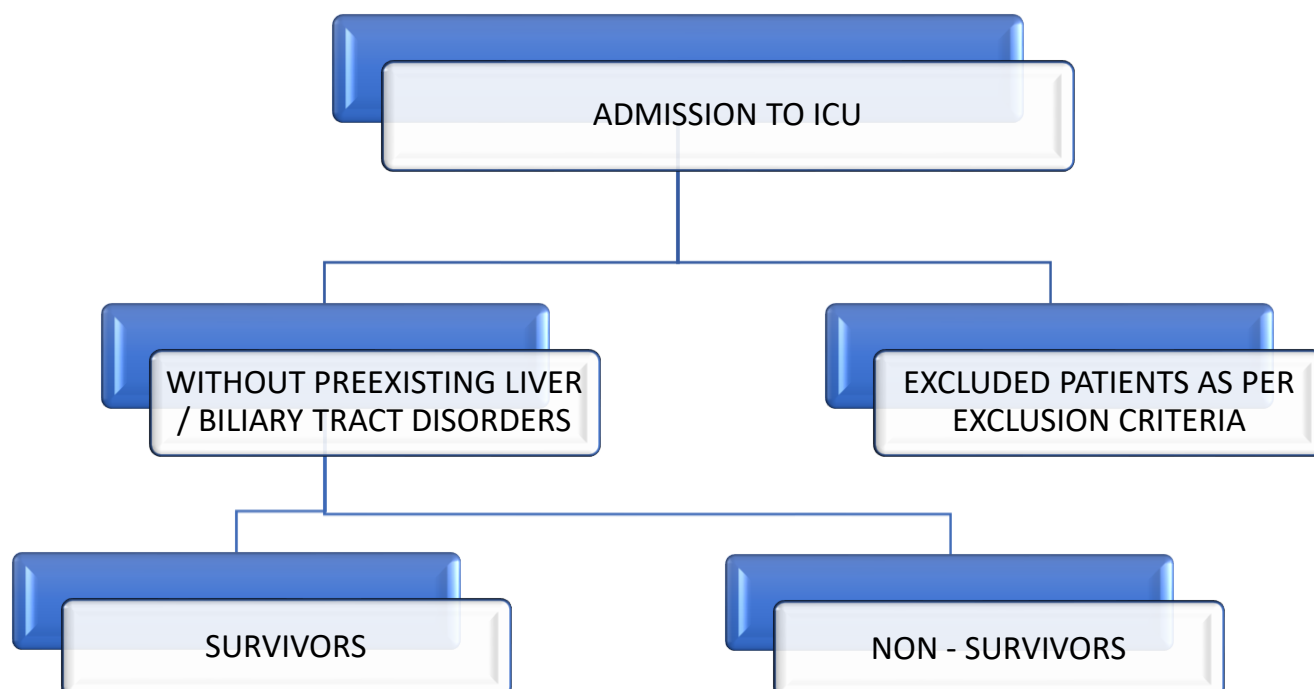 ADMISSION TO ICU
WITHOUT PREEXISTING LIVER
/ BILIARY TRACT DISORDERS
EXCLUDED PATIENTS AS PER
EXCLUSION CRITERIA
SURVIVORS
NON - SURVIVORS